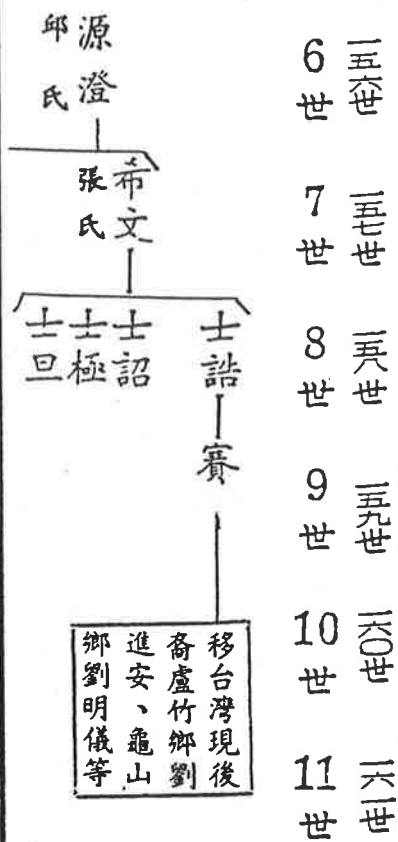 一五六世
6世
源澄
邱氏
一五七世
7世
希文
張氏
一五八世
8世
士誥
士詔
士極
士旦
一五九世
9世
賽
一六〇世
10世
一六一世
11世
移台灣現後
裔盧竹鄉劉
進安、龜山
鄉劉明儀等